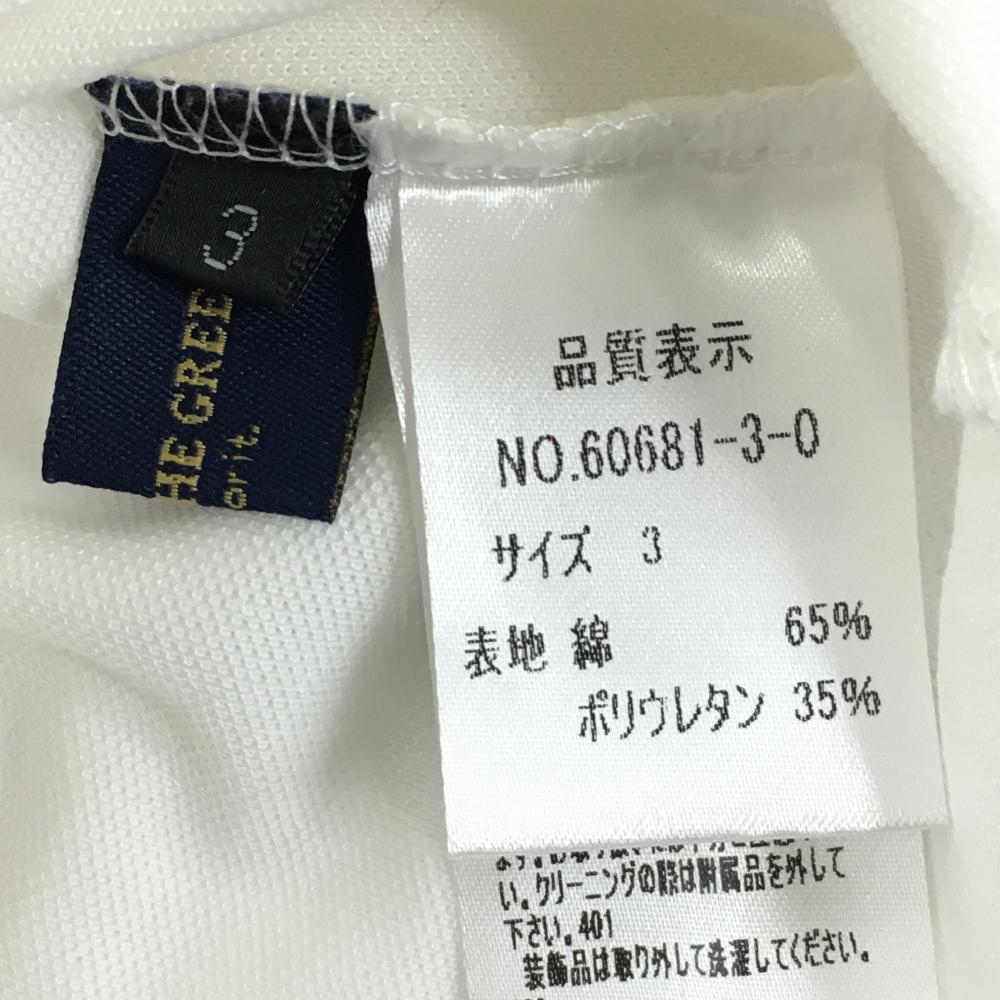 3
HE GREE
or it.
品質表示
NO.60681-3-0
サイズ 3
表地 綿 65%
ポリウレタン 35%
い。クリーニングの際は附属品を外して
下さい。401
装飾品は取り外して洗濯してください。